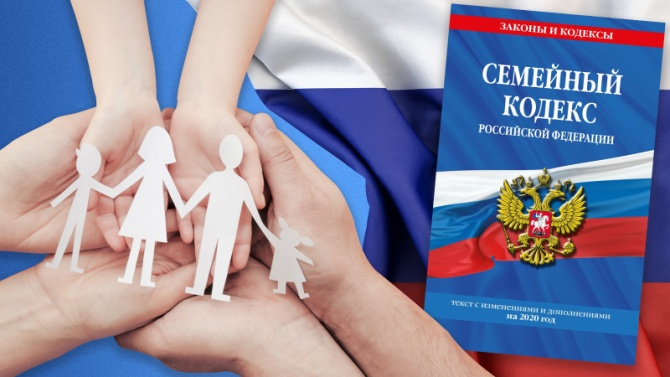 ЗАКОНЫ И КОДЕКСЫ
СЕМЕЙНЫЙ
КОДЕКС
РОССИЙСКОЙ ФЕДЕРАЦИИ
ТЕКСТ С ИЗМЕНЕНИЯМИ И ДОПОЛНЕНИЯМИ
на 2020 год